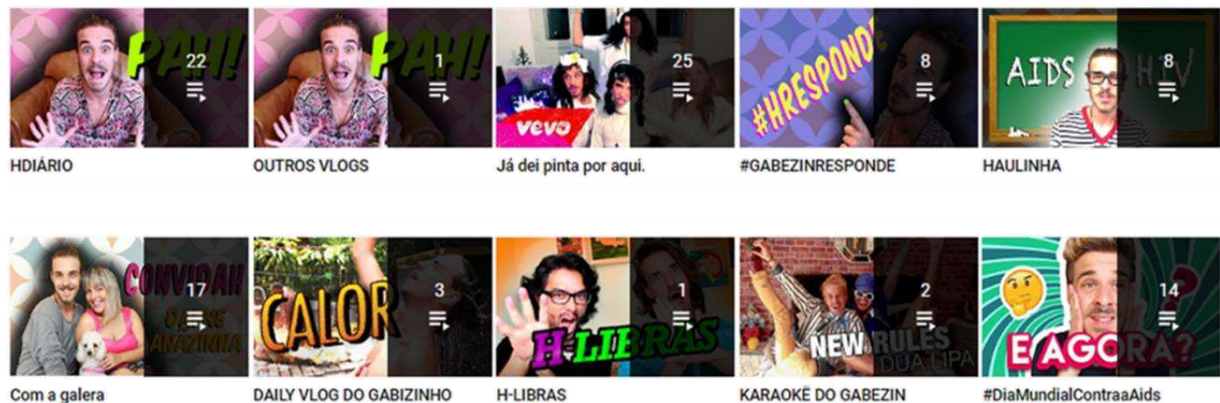 PAH!
22
PAH!
1
vevo
25
#HRESPONDE
8
AIDS HIV
8
HDIÁRIO
OUTROS VLOGS
Já dei pinta por aqui.
#GABEZINRESPONDE
HAULINHA
CONVIDAH
17
ANAZINHA
CALOR
3
H-LIBRAS
1
NEW RULES
DUA LIPA
2
E AGORA?
14
Com a galera
DAILY VLOG DO GABIZINHO
H-LIBRAS
KARAOKÊ DO GABEZIN
#DiaMundialContraaAids